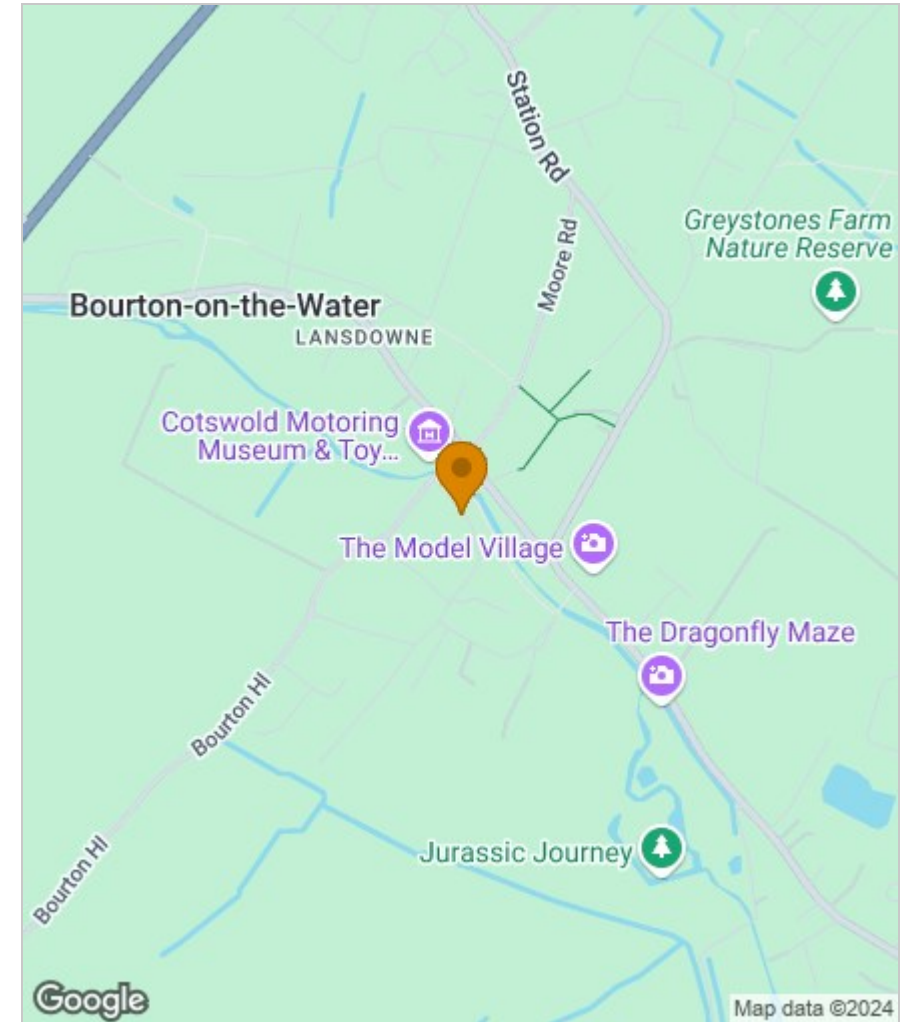 Station Rd
Greystones Farm
Nature Reserve
Moore Rd
Bourton-on-the-Water
LANSDOWNE
Cotswold Motoring
Museum & Toy...
The Model Village
The Dragonfly Maze
Bourton Hl
Jurassic Journey
Bourton Hl
Google
Map data ©2024